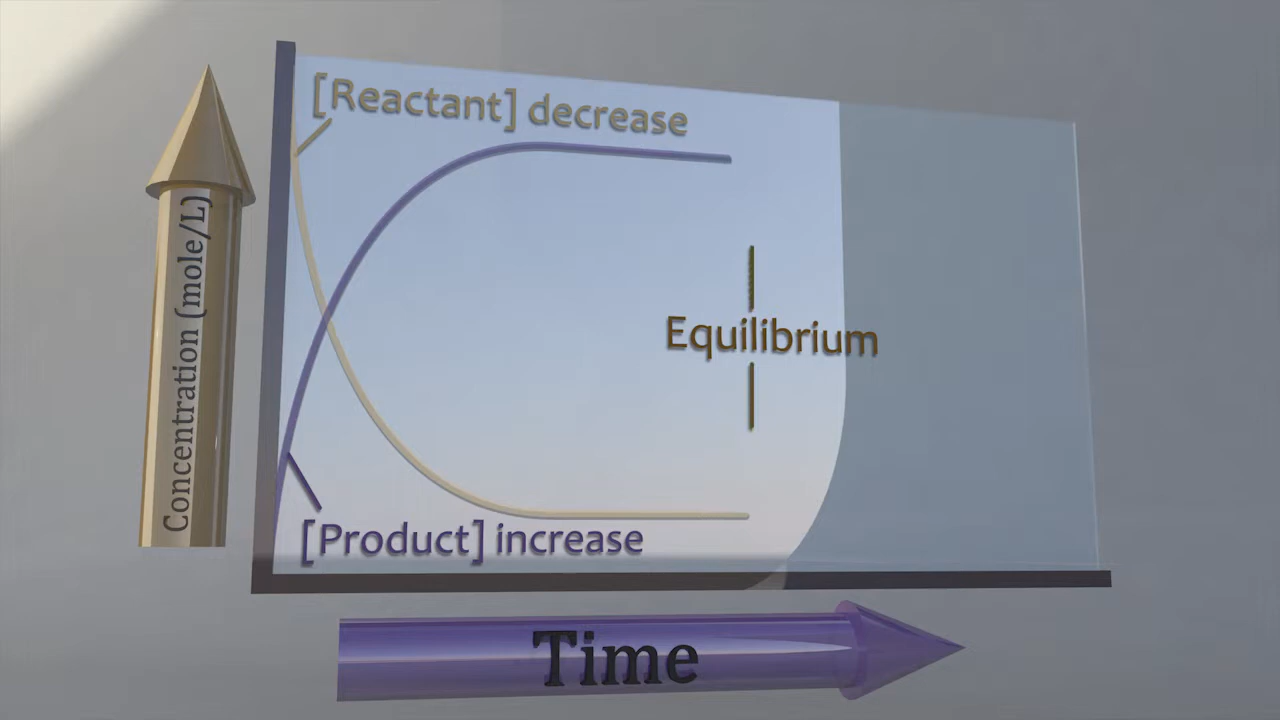 [Reactant] decrease
Concentration (mole/L)
Equilibrium
[Product] increase
Time